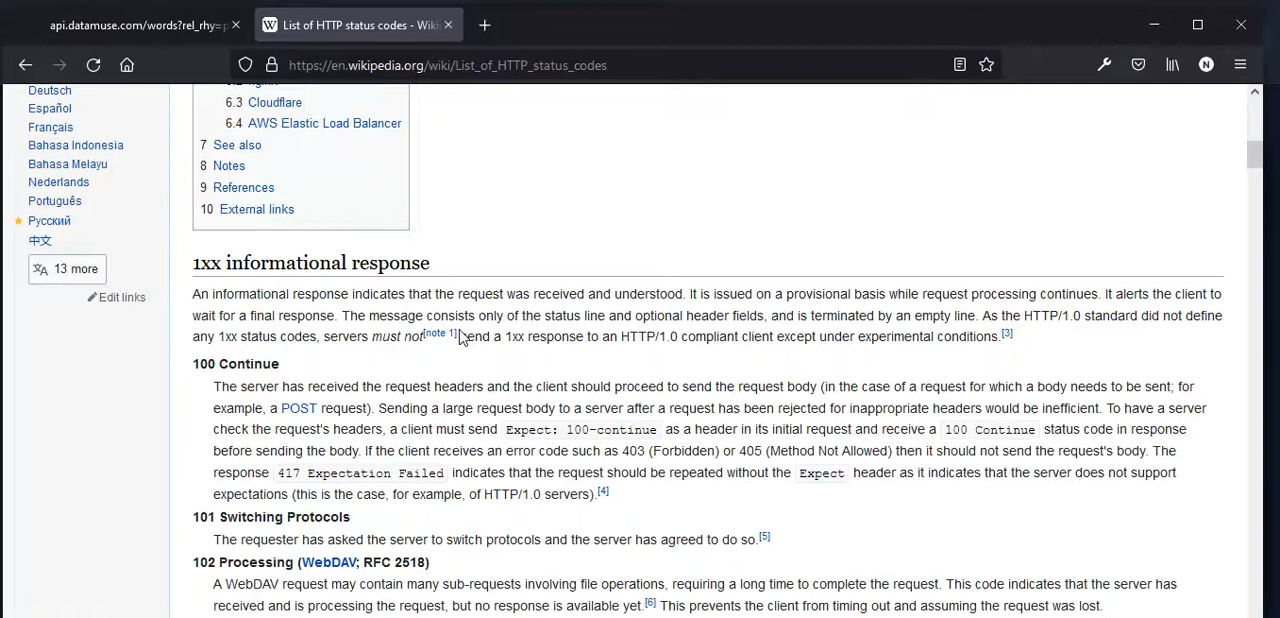 api.datamuse.com/words?rel_rhy=
List of HTTP status codes - Wiki
https://en.wikipedia.org/wiki/List_of_HTTP_status_codes
N
Deutsch
Español
Français
Bahasa Indonesia
Bahasa Melayu
Nederlands
Português
Русский
中文
13 more
Edit links
6.3 Cloudflare
6.4 AWS Elastic Load Balancer
7 See also
8 Notes
9 References
10 External links
1xx informational response
An informational response indicates that the request was received and understood. It is issued on a provisional basis while request processing continues. It alerts the client to
wait for a final response. The message consists only of the status line and optional header fields, and is terminated by an empty line. As the HTTP/1.0 standard did not define
any 1xx status codes, servers must not[note 1] send a 1xx response to an HTTP/1.0 compliant client except under experimental conditions.[3]
100 Continue
The server has received the request headers and the client should proceed to send the request body (in the case of a request for which a body needs to be sent; for
example, a POST request). Sending a large request body to a server after a request has been rejected for inappropriate headers would be inefficient. To have a server
check the request's headers, a client must send Expect: 100-continue as a header in its initial request and receive a 100 Continue status code in response
before sending the body. If the client receives an error code such as 403 (Forbidden) or 405 (Method Not Allowed) then it should not send the request's body. The
response 417 Expectation Failed indicates that the request should be repeated without the Expect header as it indicates that the server does not support
expectations (this is the case, for example, of HTTP/1.0 servers).[4]
101 Switching Protocols
The requester has asked the server to switch protocols and the server has agreed to do so.[5]
102 Processing (WebDAV; RFC 2518)
A WebDAV request may contain many sub-requests involving file operations, requiring a long time to complete the request. This code indicates that the server has
received and is processing the request, but no response is available yet.[6] This prevents the client from timing out and assuming the request was lost.